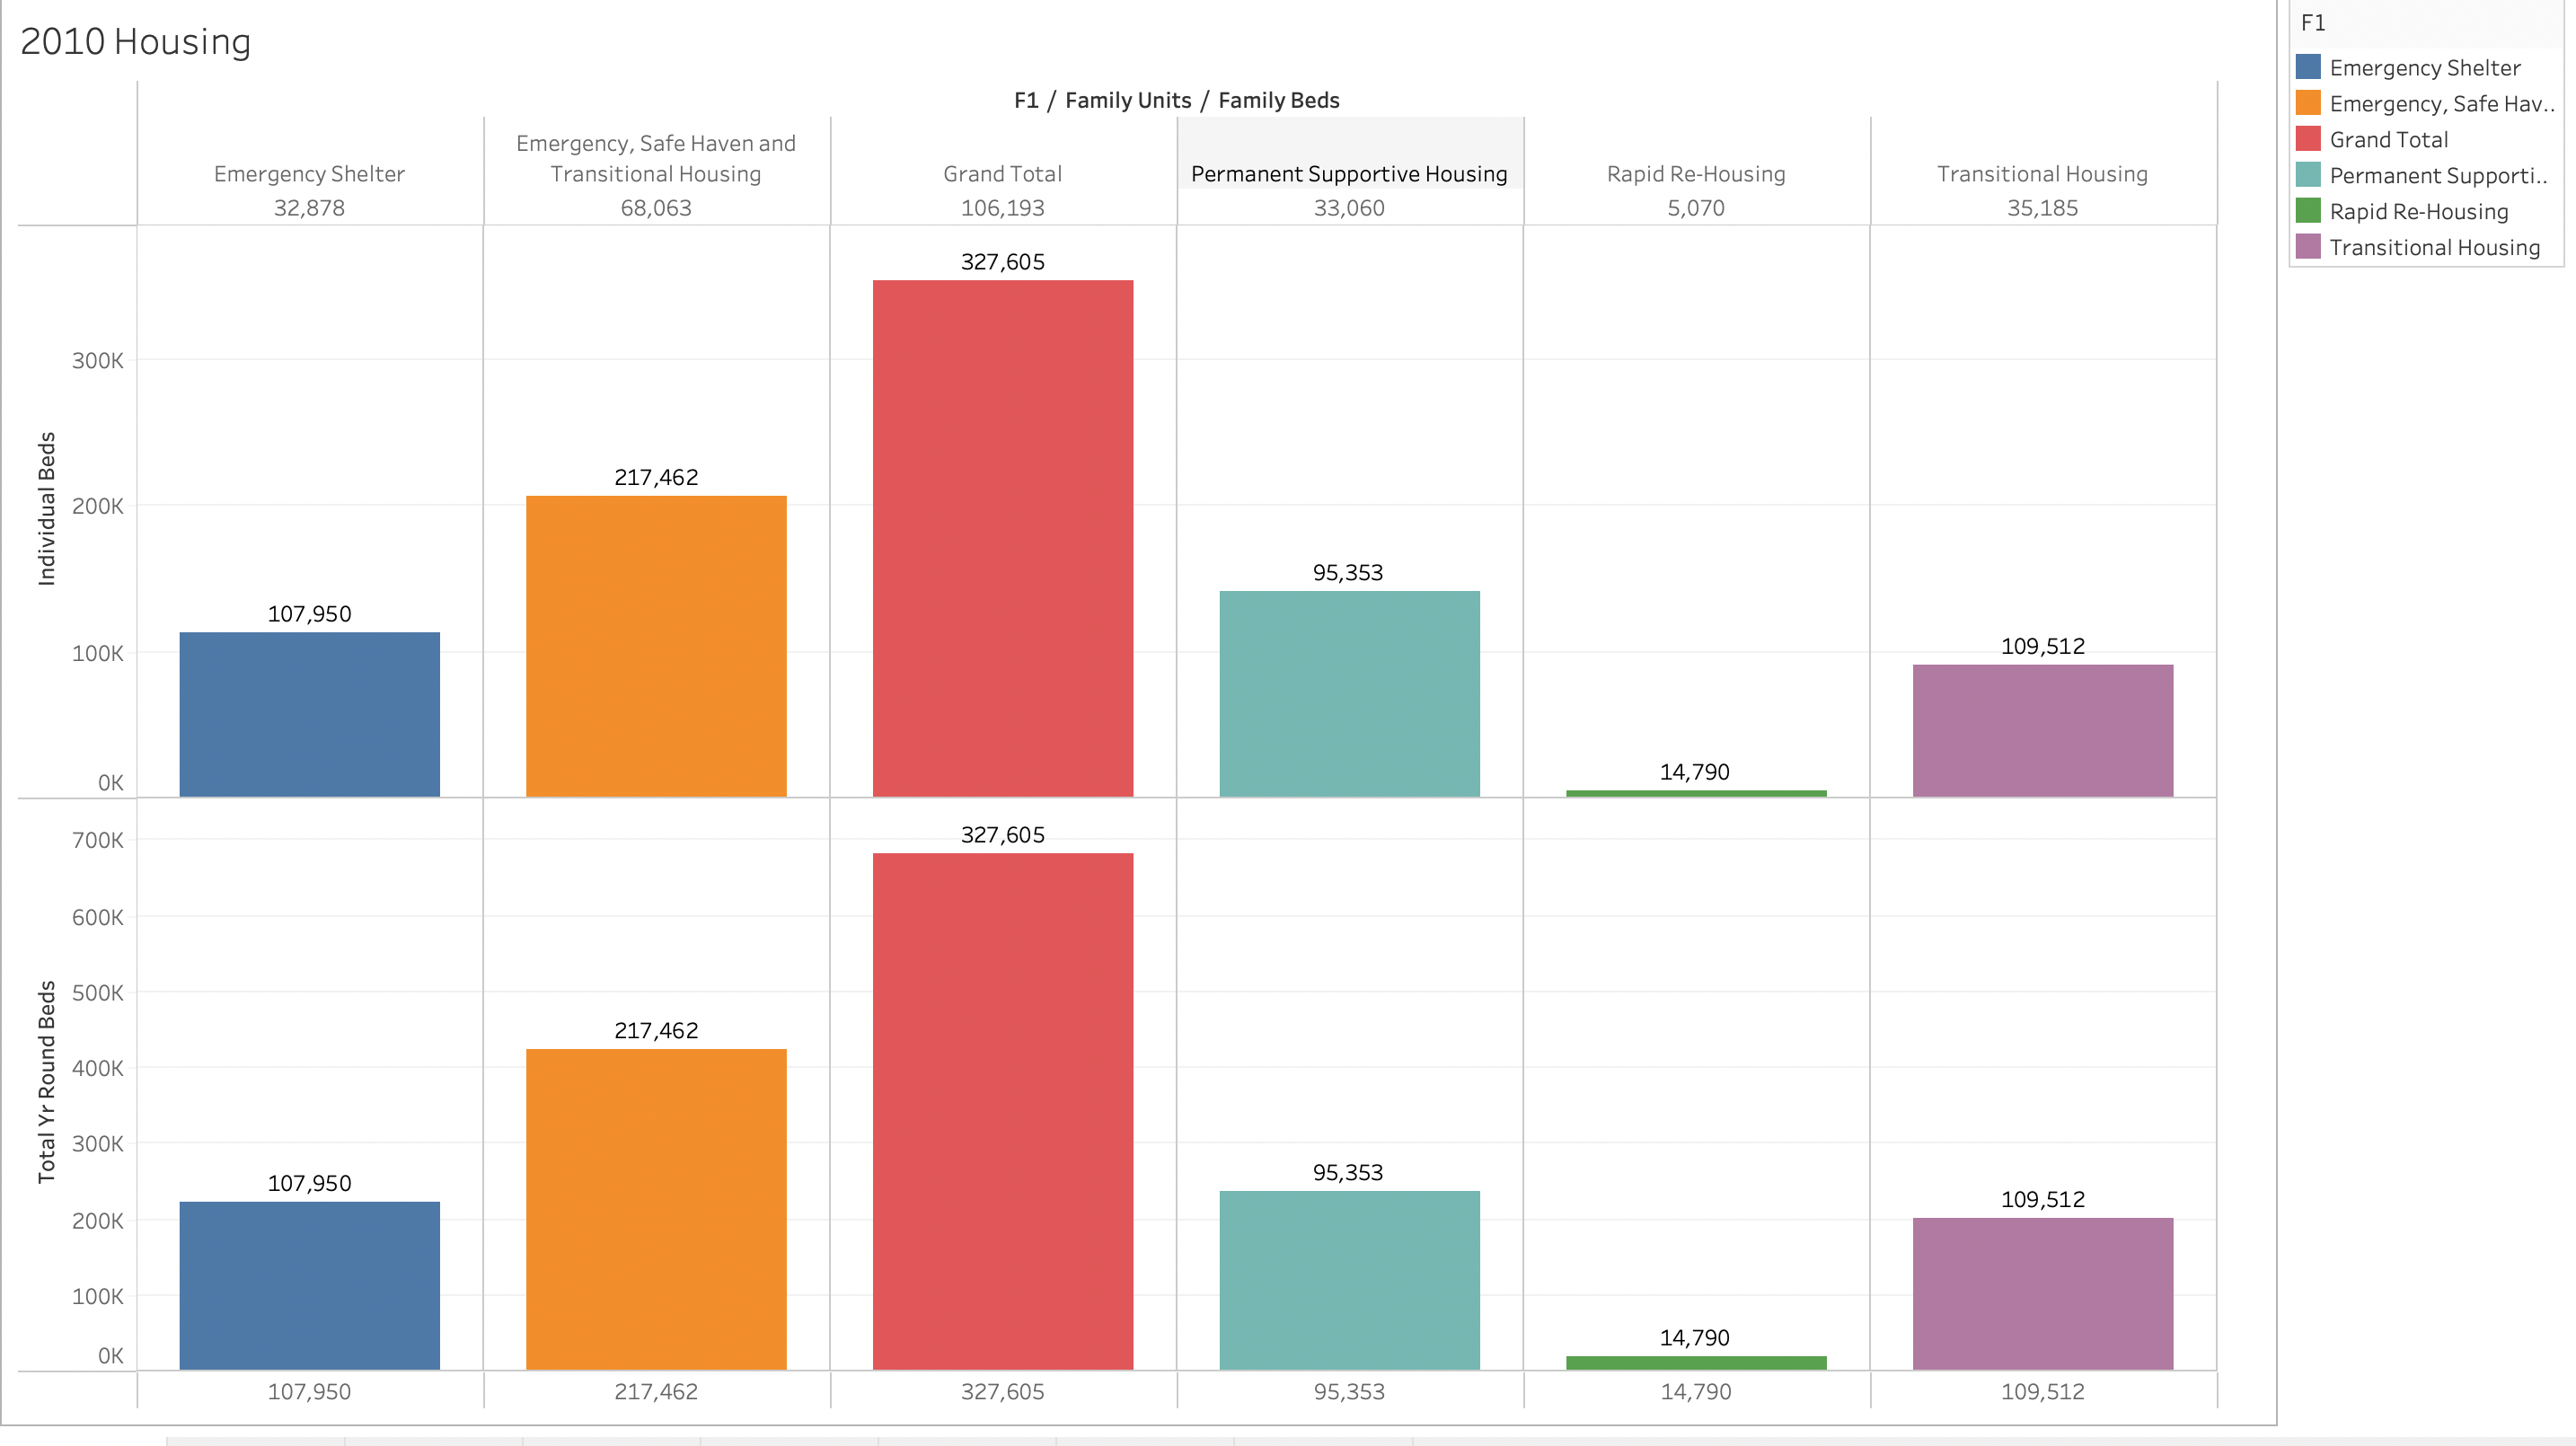 2010 Housing
F1 / Family Units / Family Beds
Emergency Shelter
32,878
Emergency, Safe Haven and
Transitional Housing
68,063
Grand Total
106,193
Permanent Supportive Housing
33,060
Rapid Re-Housing
5,070
Transitional Housing
35,185
Individual Beds
300K
200K
100K
0K
107,950
217,462
327,605
95,353
14,790
109,512
Total Yr Round Beds
700K
600K
500K
400K
300K
200K
100K
0K
107,950
217,462
327,605
95,353
14,790
109,512
107,950
217,462
327,605
95,353
14,790
109,512
F1
Emergency Shelter
Emergency, Safe Hav..
Grand Total
Permanent Supporti..
Rapid Re-Housing
Transitional Housing